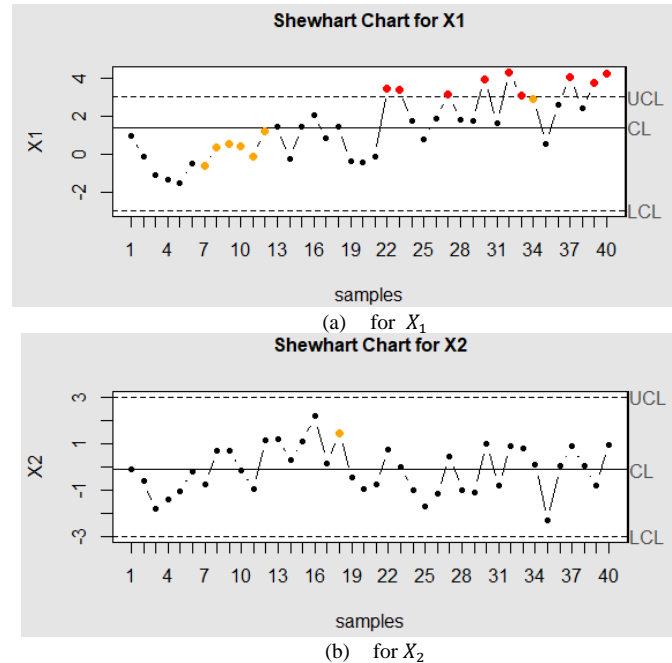 Shewhart Chart for X1
X1
4
2
0
-2
UCL
CL
LCL
1 4 7 10 13 16 19 22 25 28 31 34 37 40
samples
(a) for X₁
Shewhart Chart for X2
X2
3
1
-1
-3
UCL
CL
LCL
1 4 7 10 13 16 19 22 25 28 31 34 37 40
samples
(b) for X₂